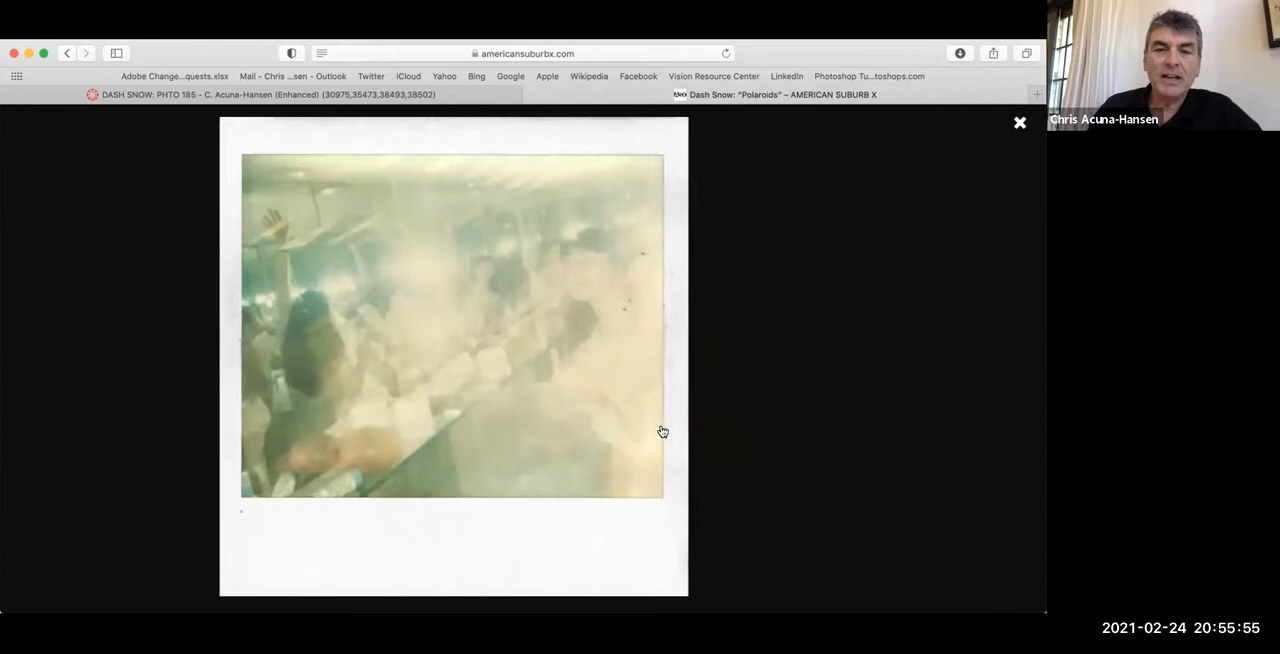 americansuburbx.com
Adobe Change...quests.xlsx Mail - Chris ...sen - Outlook Twitter iCloud Yahoo Bing Google Apple Wikipedia Facebook Vision Resource Center LinkedIn Photoshop Tu...toshops.com
DASH SNOW: PHTO 185 - C. Acuna-Hansen (Enhanced) (30975,35473,38493,38502)
ASX Dash Snow: “Polaroids” – AMERICAN SUBURB X
Chris Acuna-Hansen
2021-02-24 20:55:55